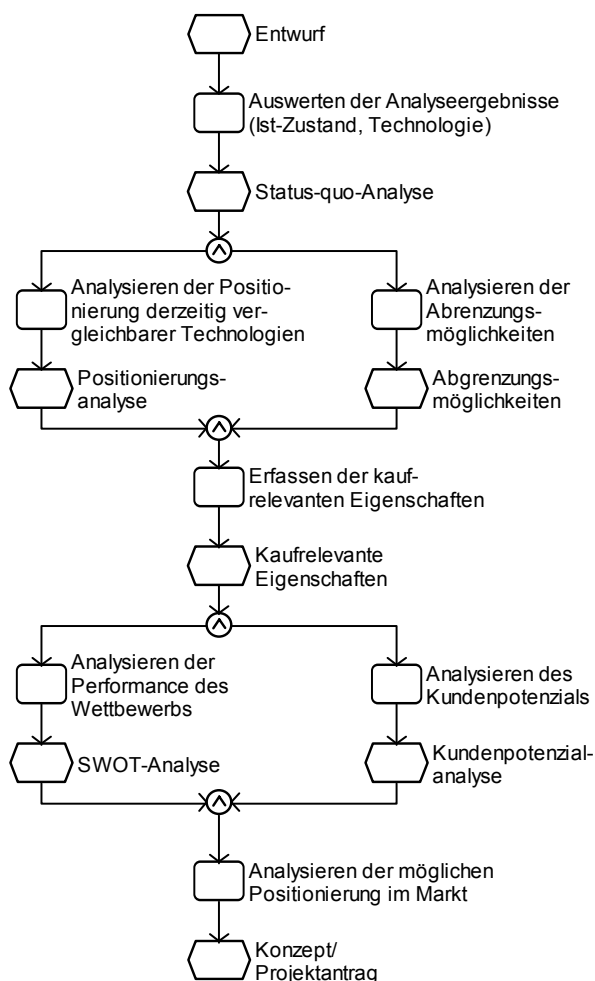 Entwurf
Auswerten der Analyseergebnisse
(Ist-Zustand, Technologie)
Status-quo-Analyse
Analysieren der Positio-
nierung derzeitig ver-
gleichbarer Technologien
Analysieren der
Abrenzungs-
möglichkeiten
Positionierungs-
analyse
Abgrenzungs-
möglichkeiten
Erfassen der kauf-
relevanten Eigenschaften
Kaufrelevante
Eigenschaften
Analysieren der
Performance des
Wettbewerbs
Analysieren des
Kundenpotenzials
SWOT-Analyse
Kundenpotenzial-
analyse
Analysieren der möglichen
Positionierung im Markt
Konzept/
Projektantrag